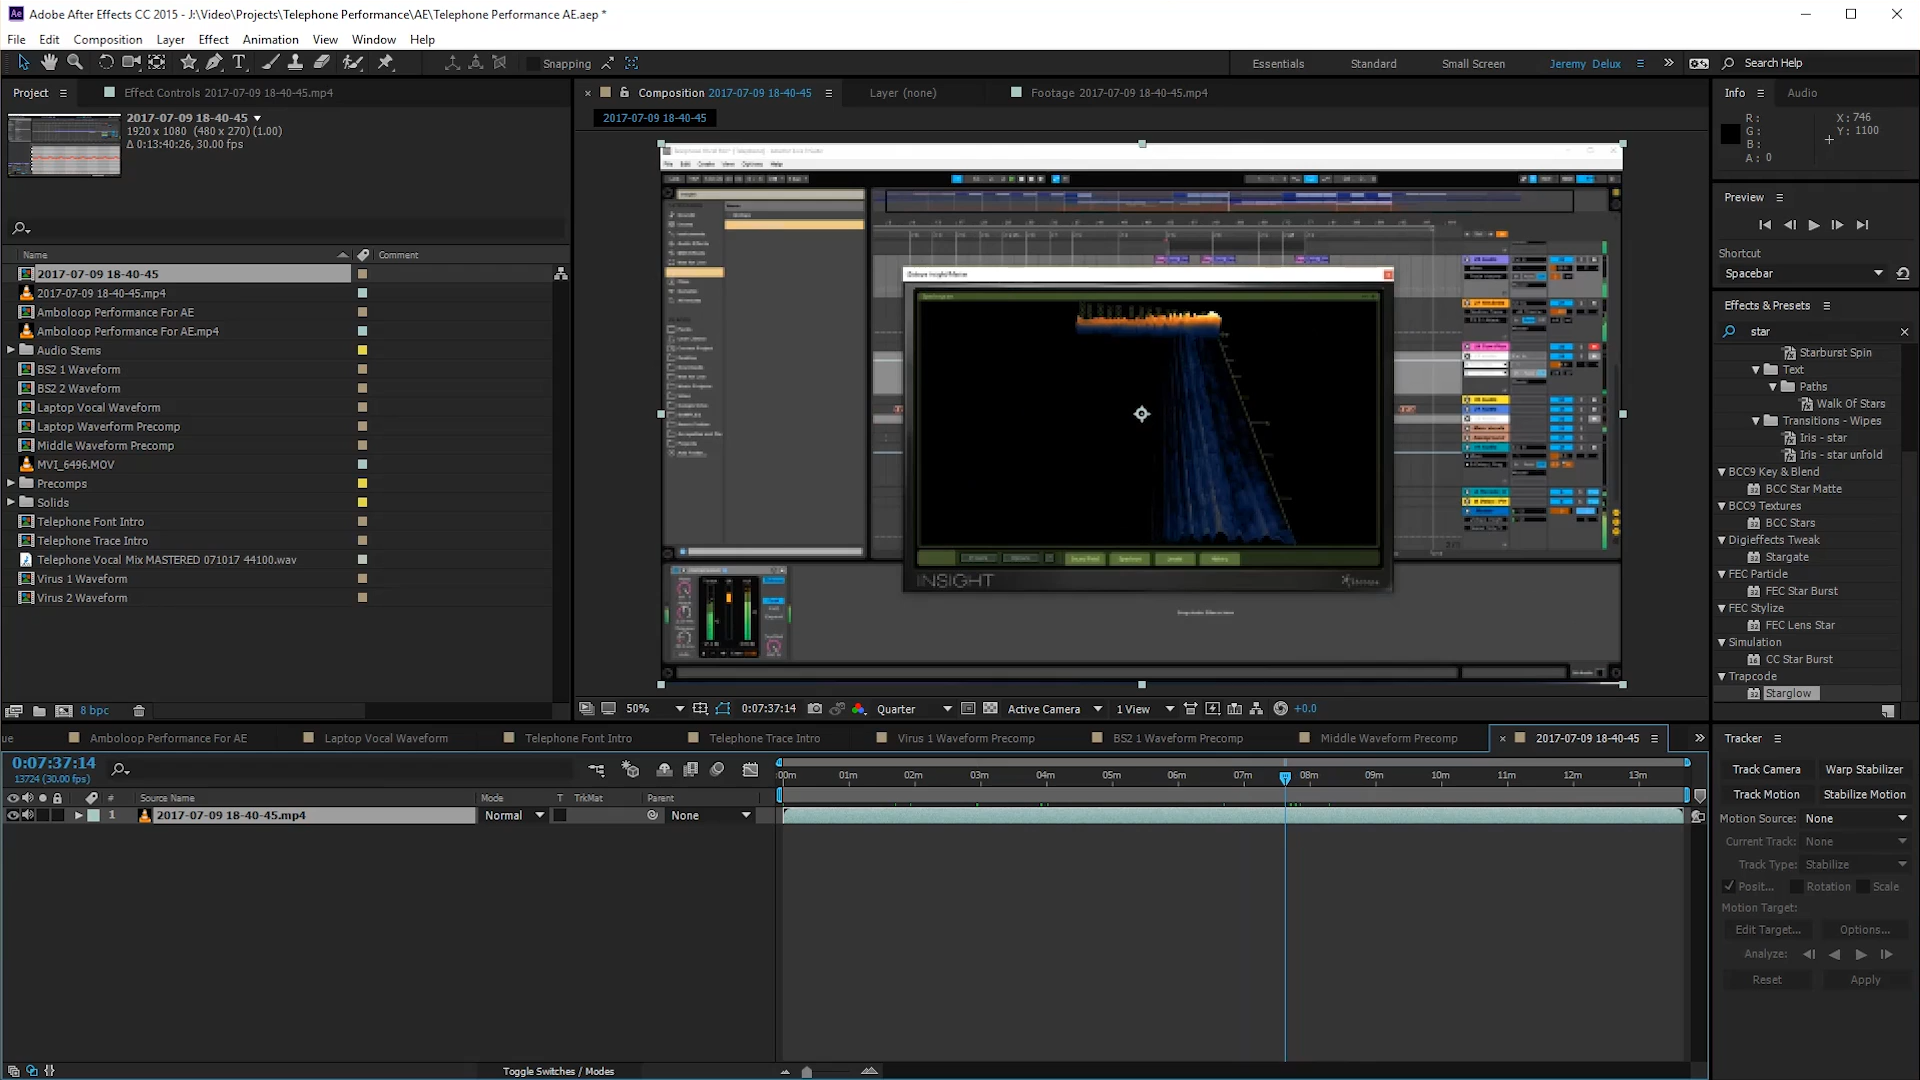 Adobe After Effects CC 2015 - J:\Video\Projects\Telephone Performance\AE\Telephone Performance AE.aep *
File Edit Composition Layer Effect Animation View Window Help
Snapping
Essentials Standard Small Screen Jeremy Delux Search Help
Project Effect Controls 2017-07-09 18-40-45.mp4
Composition 2017-07-09 18-40-45 Layer (none) Footage 2017-07-09 18-40-45.mp4
Info Audio
2017-07-09 18-40-45
1920 x 1080 (480 x 270) (1.00)
Δ 0:13:40:26, 30.00 fps
2017-07-09 18-40-45
R :
G :
B :
A : 0
X : 746
Y : 1100
Preview
Shortcut
Spacebar
Effects & Presets
star
Starburst Spin
Text
Paths
Walk Of Stars
Transitions - Wipes
Iris - star
Iris - star unfold
BCC9 Key & Blend
BCC Star Matte
BCC9 Textures
BCC Stars
Digieffects Tweak
Stargate
FEC Particle
FEC Star Burst
FEC Stylize
FEC Lens Star
Simulation
CC Star Burst
Trapcode
Starglow
Name Comment
2017-07-09 18-40-45
2017-07-09 18-40-45.mp4
Amboloop Performance For AE
Amboloop Performance For AE.mp4
Audio Stems
BS2 1 Waveform
BS2 2 Waveform
Laptop Vocal Waveform
Laptop Waverform Precomp
Middle Waveform Precomp
MVI_6496.MOV
Precomps
Solids
Telephone Font Intro
Telephone Trace Intro
Telephone Vocal Mix MASTERED 071017 44100.wav
Virus 1 Waveform
Virus 2 Waveform
8 bpc
INSIGHT
50% 0:07:37:14 Quarter Active Camera 1 View +0.0
ue Amboloop Performance For AE Laptop Vocal Waveform Telephone Font Intro Telephone Trace Intro Virus 1 Waveform Precomp BS2 1 Waveform Precomp Middle Waveform Precomp 2017-07-09 18-40-45
0:07:37:14
13724 (30.00 fps)
:00m 01m 02m 03m 04m 05m 06m 07m 08m 09m 10m 11m 12m 13m
# Source Name Mode T TrkMat Parent
1 2017-07-09 18-40-45.mp4 Normal None
Toggle Switches / Modes
Tracker
Track Camera Warp Stabilizer
Track Motion Stabilize Motion
Motion Source: None
Current Track: None
Track Type: Stabilize
Posit... Rotation Scale
Motion Target:
Edit Target... Options...
Analyze:
Reset Apply